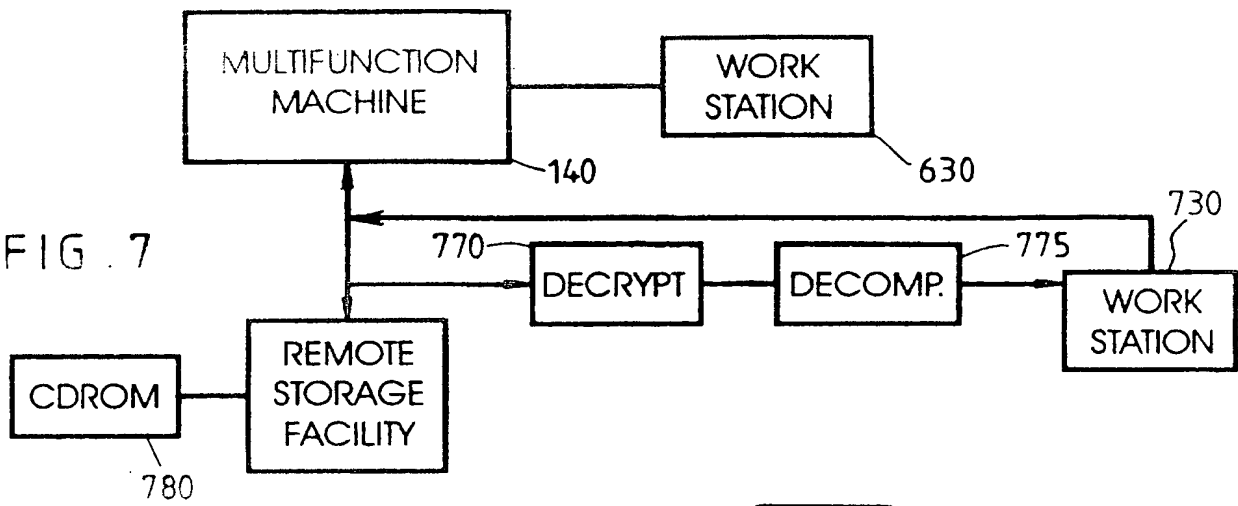 MULTIFUNCTION
MACHINE
WORK
STATION
140
630
FIG. 7
770
775
730
DECRYPT
DECOMP.
WORK
STATION
REMOTE
STORAGE
FACILITY
CDROM
780